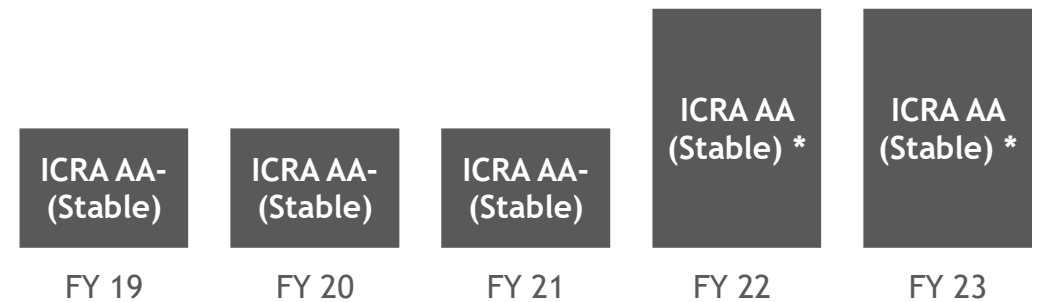 ICRA AA-
(Stable)
ICRA AA-
(Stable)
ICRA AA-
(Stable)
ICRA AA
(Stable) *
ICRA AA
(Stable) *
FY 19
FY 20
FY 21
FY 22
FY 23